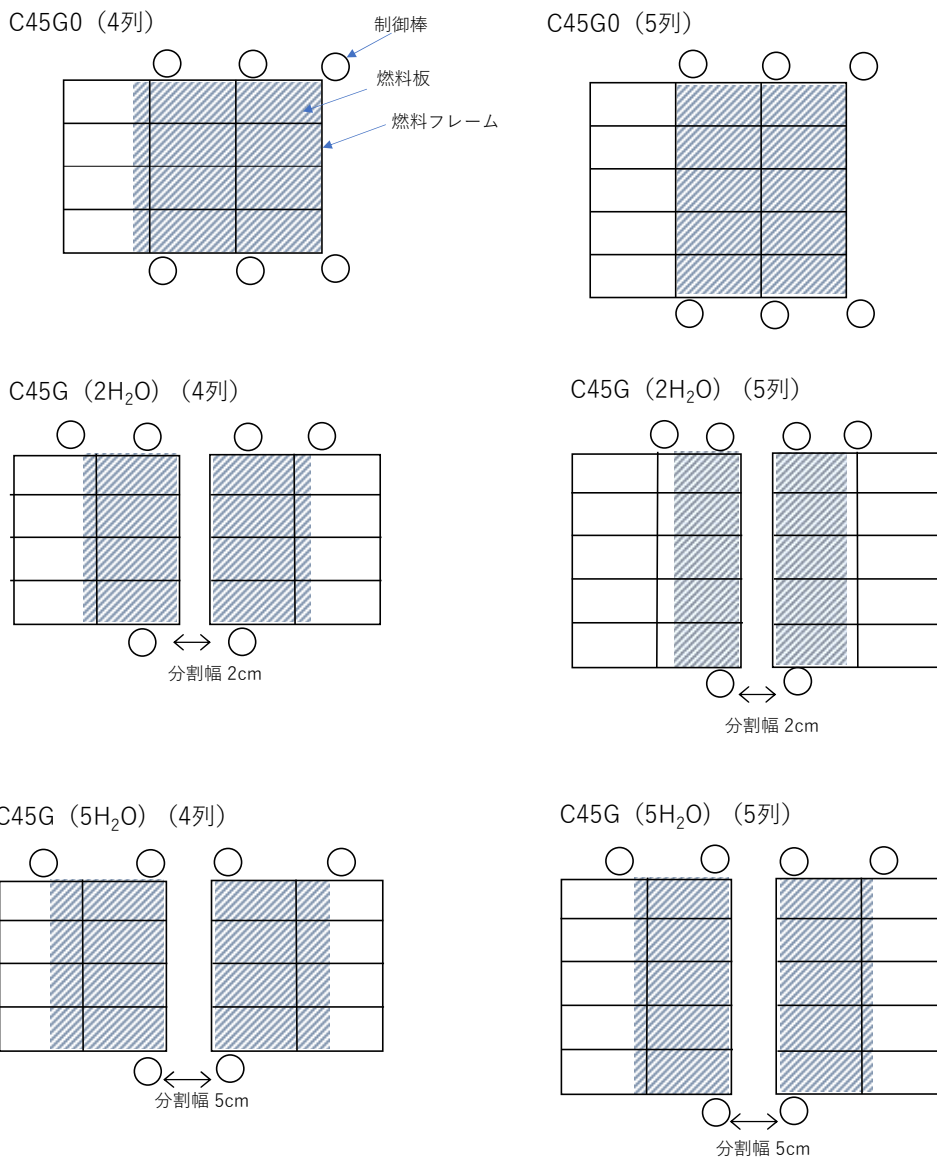 C45G0（4列）
制御棒
燃料板
燃料フレーム
C45G0（5列）
C45G（2H₂O）（4列）
分割幅 2cm
C45G（2H₂O）（5列）
分割幅 2cm
C45G（5H₂O）（4列）
分割幅 5cm
C45G（5H₂O）（5列）
分割幅 5cm